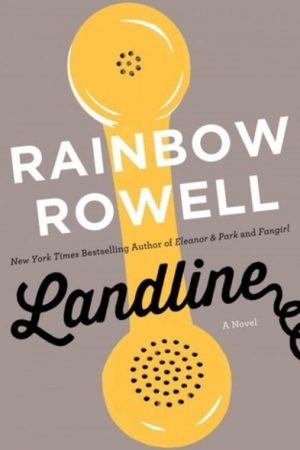 RAINBOW
ROWELL
New York Times Bestselling Author of Eleanor & Park and Fangirl
Landline
A Novel